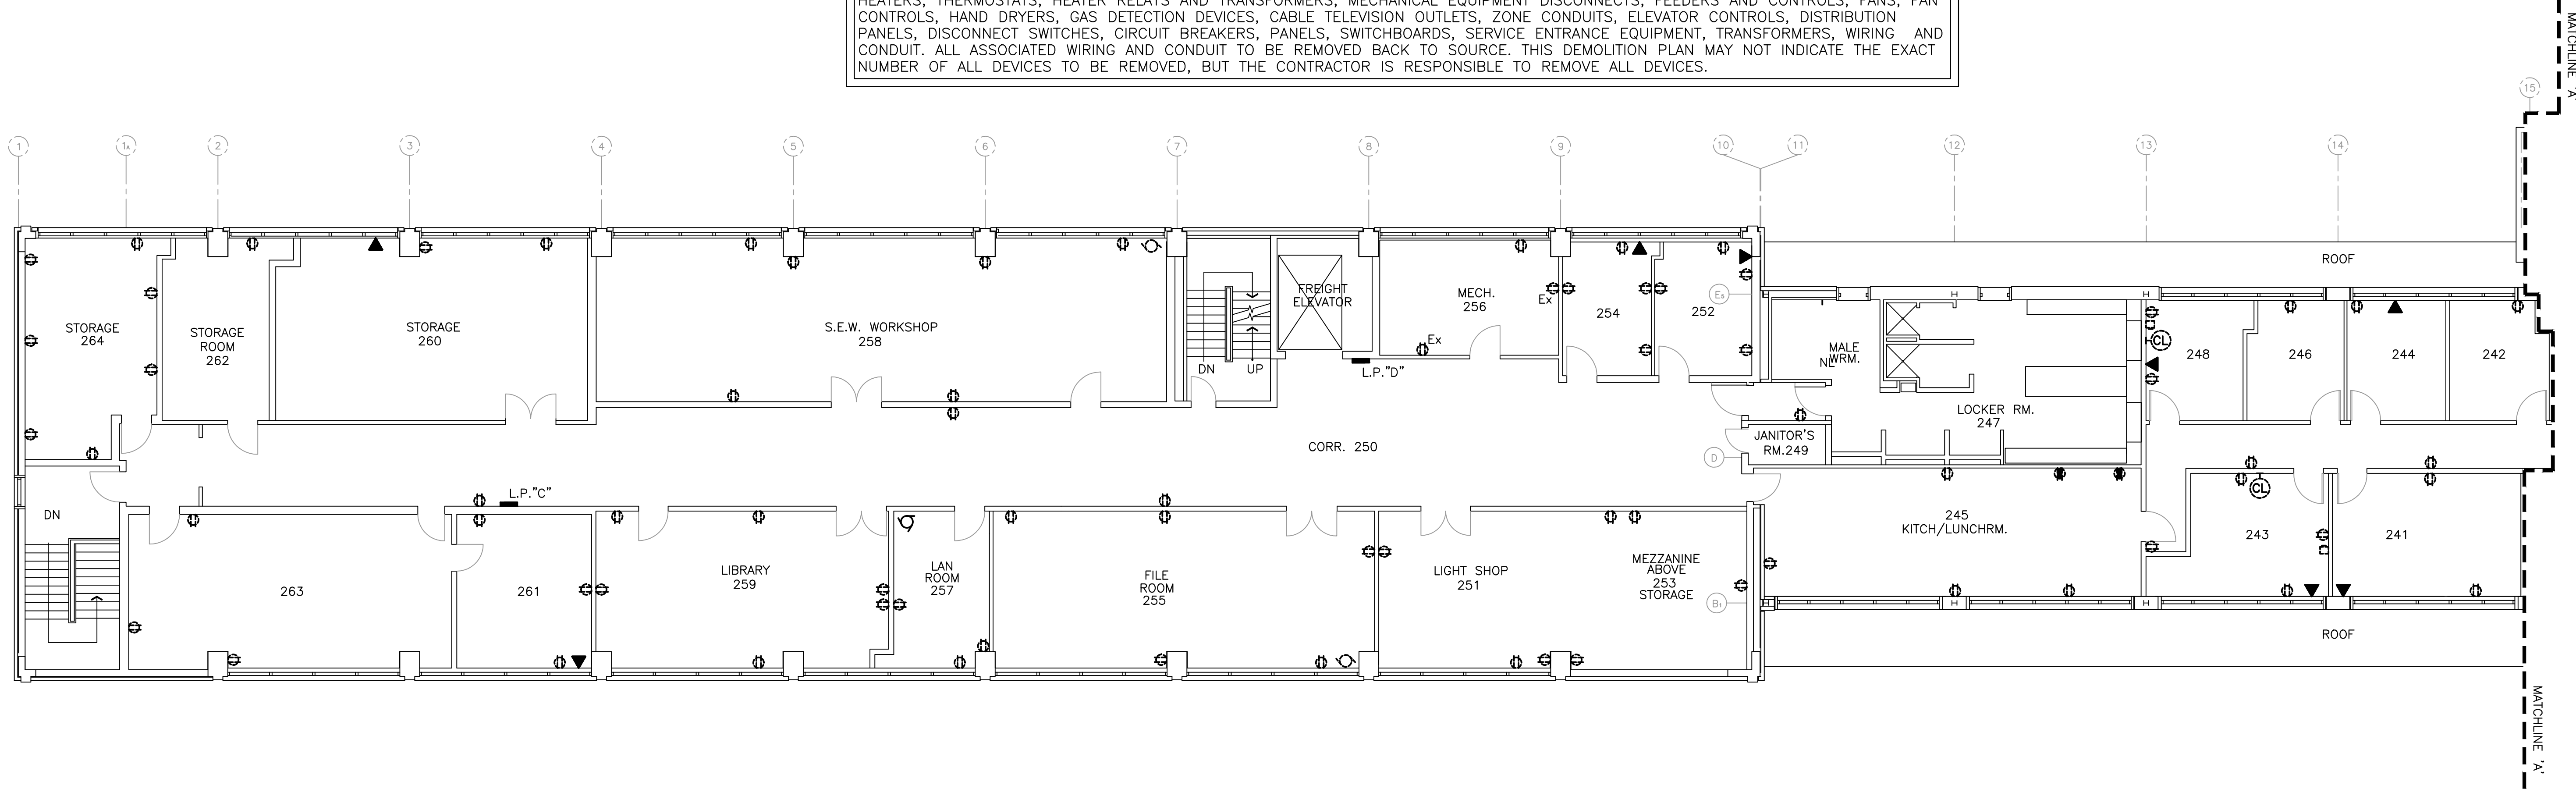 HEATERS, THERMOSTATS, HEATER RELATS AND TRANSFORMERS, MECHANICAL EQUIPMENT DISCONNECTS, FEEDERS AND CONTROLS, FANS, FAN
CONTROLS, HAND DRYERS, GAS DETECTION DEVICES, CABLE TELEVISION OUTLETS, ZONE CONDUITS, ELEVATOR CONTROLS, DISTRIBUTION
PANELS, DISCONNECT SWITCHES, CIRCUIT BREAKERS, PANELS, SWITCHBOARDS, SERVICE ENTRANCE EQUIPMENT, TRANSFORMERS, WIRING AND
CONDUIT. ALL ASSOCIATED WIRING AND CONDUIT TO BE REMOVED BACK TO SOURCE. THIS DEMOLITION PLAN MAY NOT INDICATE THE EXACT
NUMBER OF ALL DEVICES TO BE REMOVED, BUT THE CONTRACTOR IS RESPONSIBLE TO REMOVE ALL DEVICES.
MATCHLINE 'A'
15
1
1A
2
3
4
5
6
7
8
9
10
11
12
13
14
ROOF
STORAGE
264
STORAGE
ROOM
262
STORAGE
260
S.E.W. WORKSHOP
258
DN
UP
FREIGHT
ELEVATOR
L.P."D"
MECH.
256
Ex
Ex
254
252
E5
MALE
WRM.
NL
LOCKER RM.
247
CL
248
246
244
242
JANITOR'S
RM.249
D
CORR. 250
L.P."C"
DN
263
261
LIBRARY
259
LAN
ROOM
257
FILE
ROOM
255
LIGHT SHOP
251
MEZZANINE
ABOVE
253
STORAGE
B1
245
KITCH/LUNCHRM.
CL
243
241
H
H
H
H
H
H
ROOF
MATCHLINE 'A'